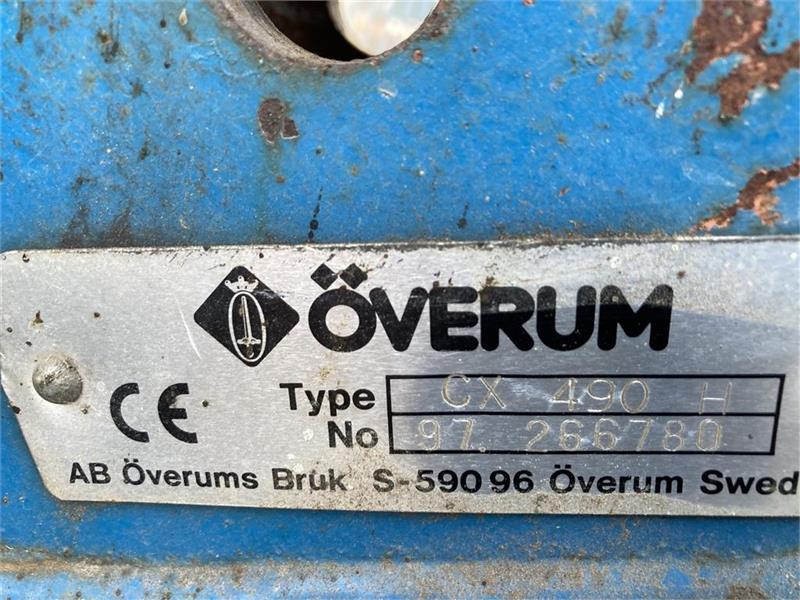 ÖVERUM
CE
Type CX 490 H
No 97. 266780
AB Överums Bruk S-590 96 Överum Swed